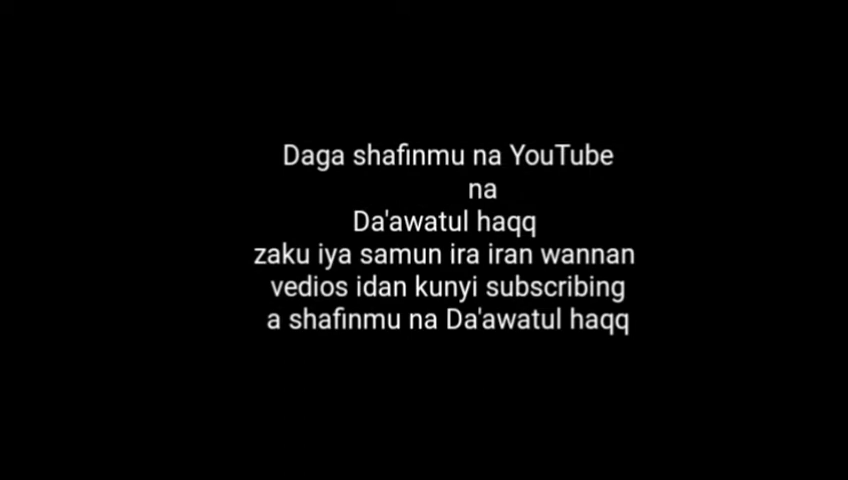 Daga shafinmu na YouTube
na
Da'awatul haqq
zaku iya samun ira iran wannan
vedios idan kunyi subscribing
a shafinmu na Da'awatul haqq